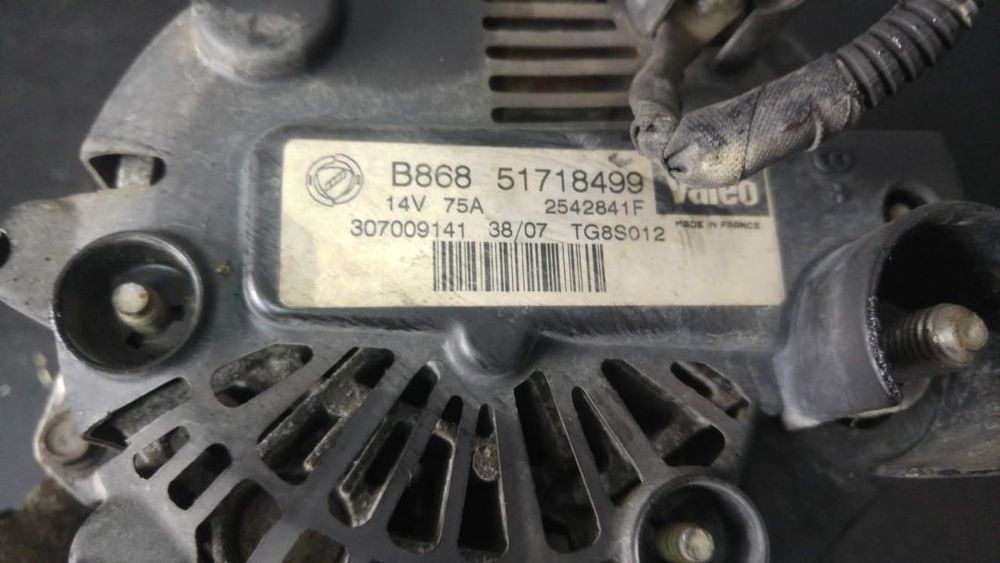 B868 51718499
Valeo
14V 75A 2542841F
MADE IN FRANCE
307009141 38/07 TG8S012